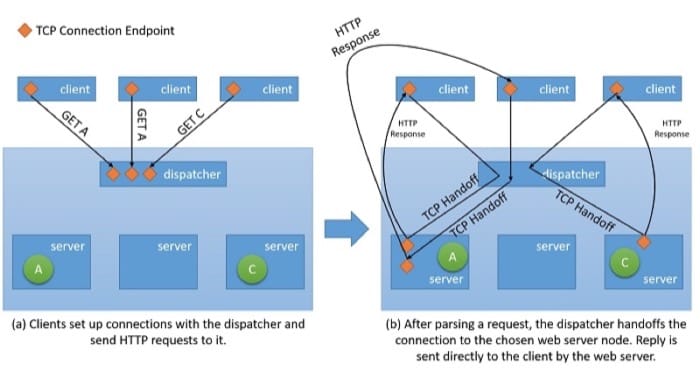 TCP Connection Endpoint
client
client
client
GET A
GET A
GET C
dispatcher
server
server
server
A
C
(a) Clients set up connections with the dispatcher and
send HTTP requests to it.
HTTP
Response
client
client
client
HTTP
Response
HTTP
Response
dispatcher
TCP Handoff
TCP Handoff
TCP Handoff
A
server
server
C
server
(b) After parsing a request, the dispatcher handoffs the
connection to the chosen web server node. Reply is
sent directly to the client by the web server.